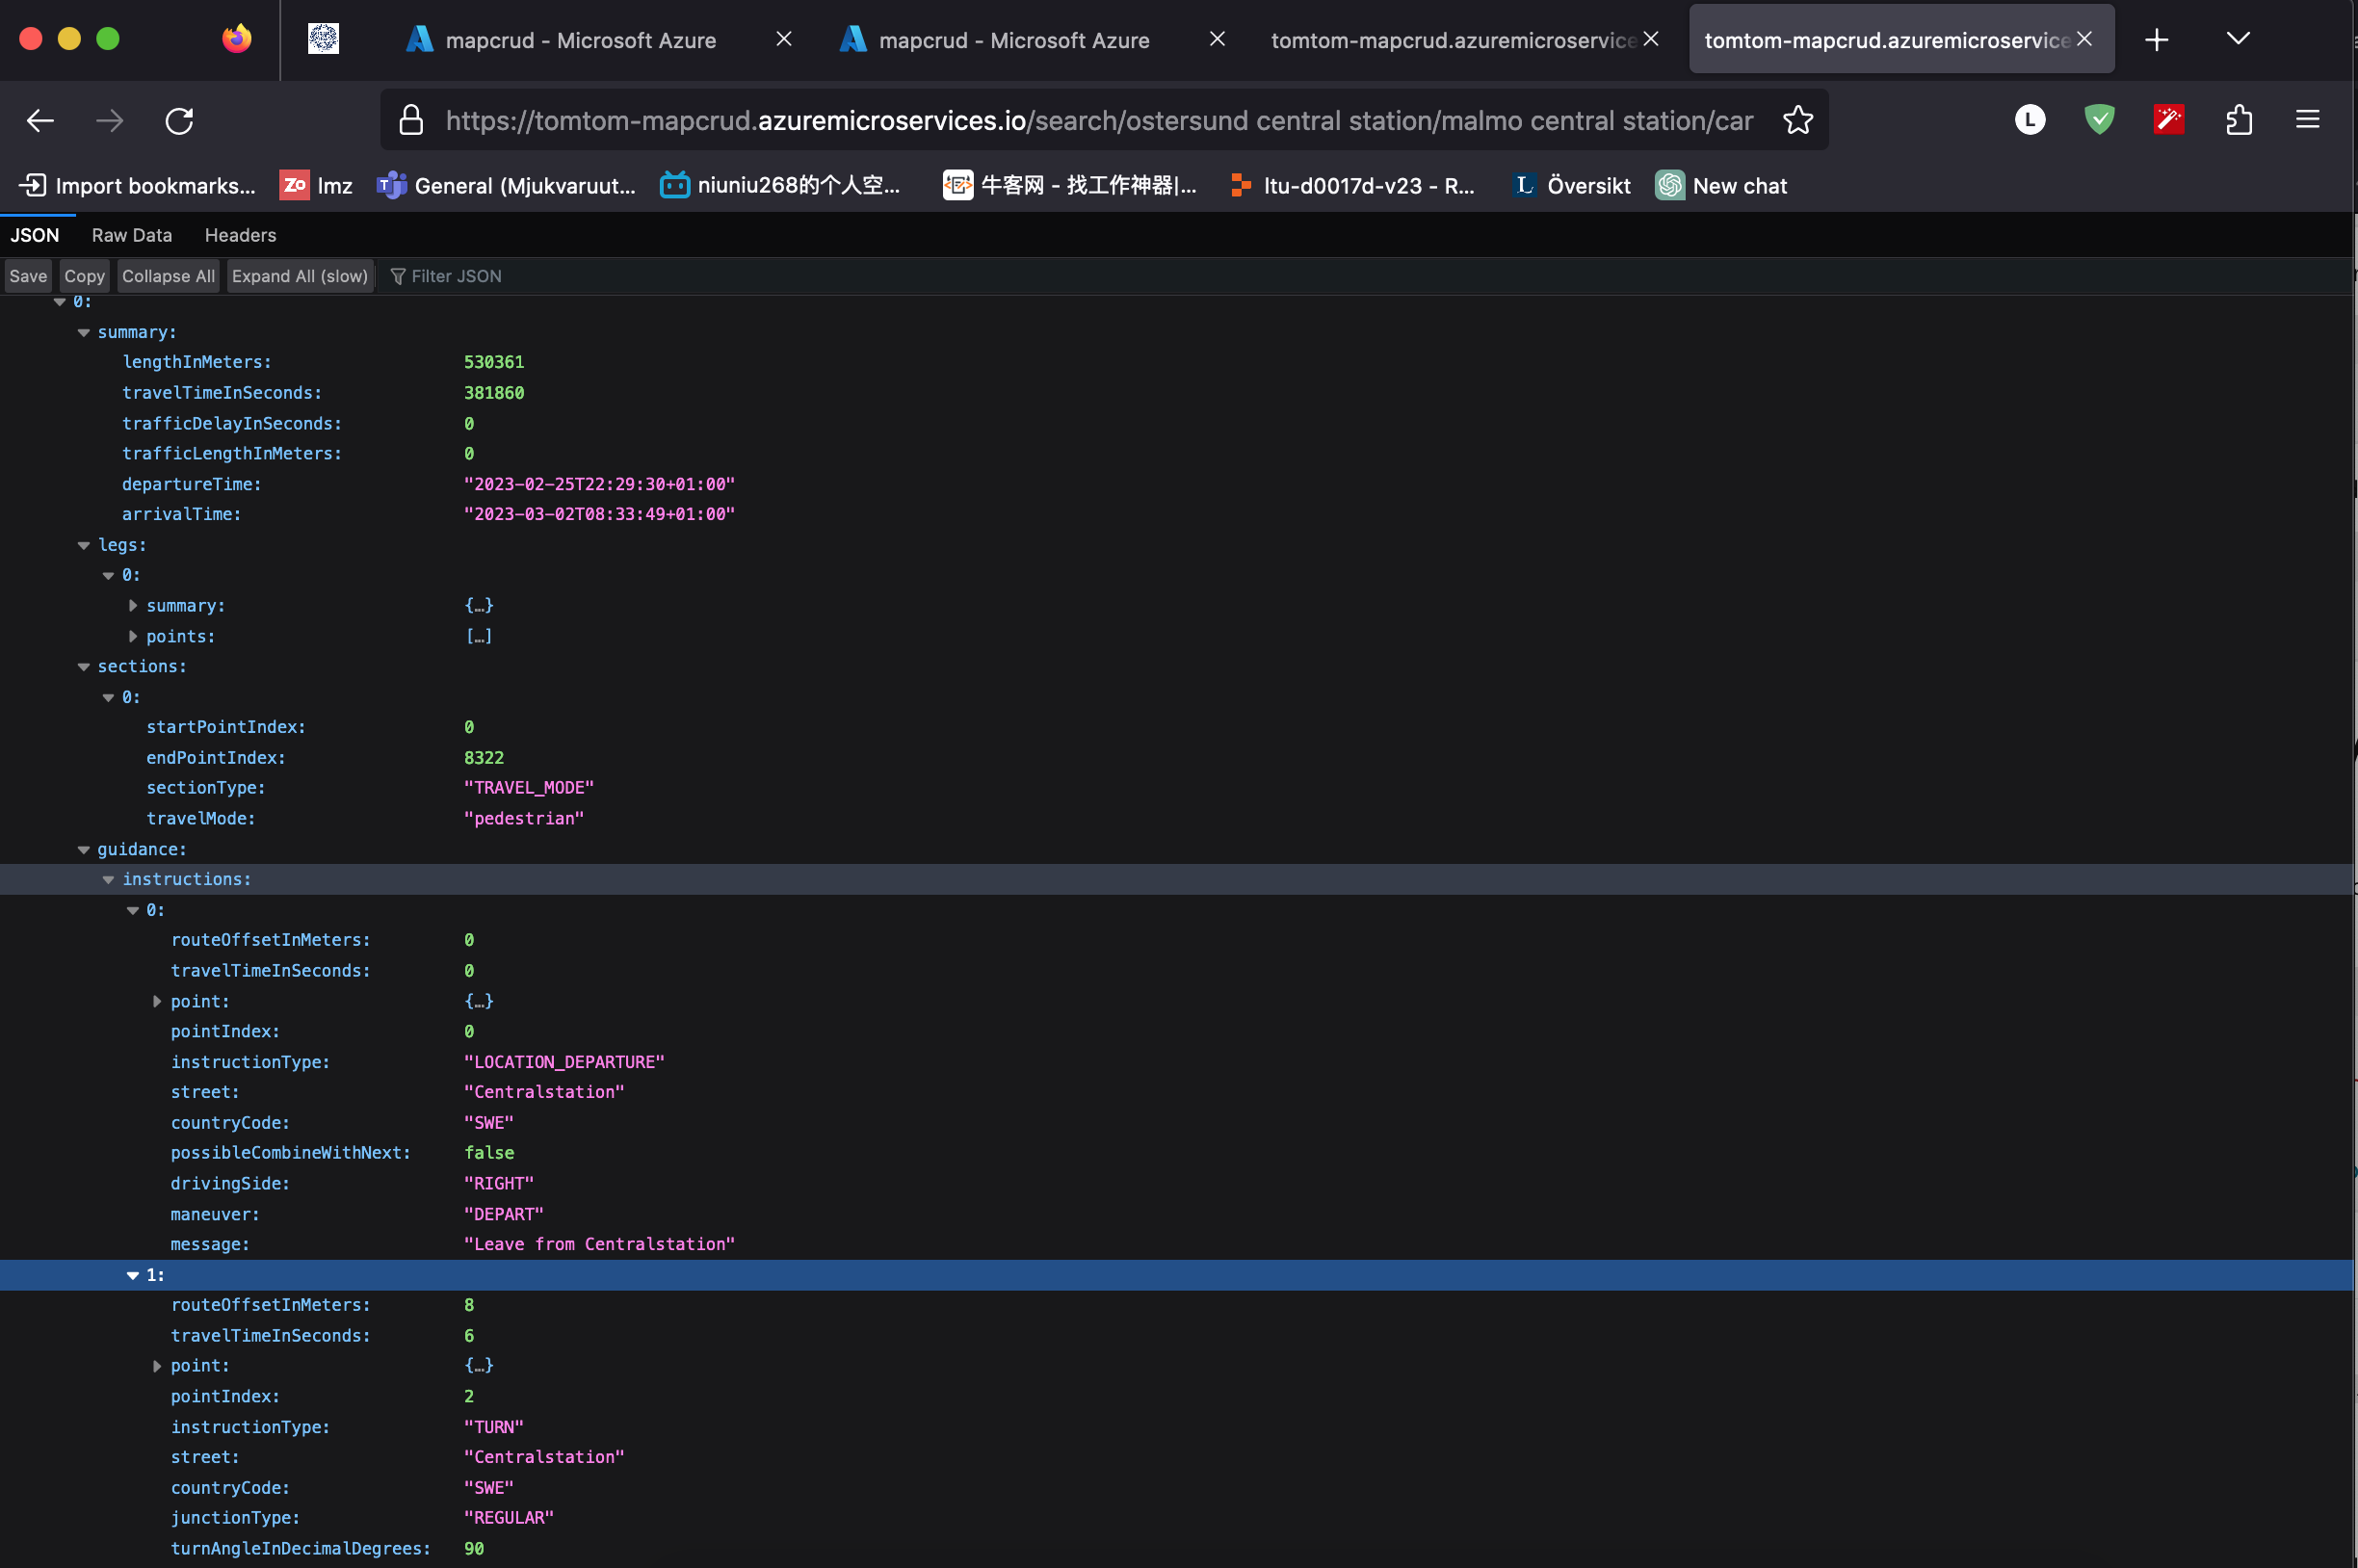 mapcrud - Microsoft Azure
mapcrud - Microsoft Azure
tomtom-mapcrud.azuremicroservice
tomtom-mapcrud.azuremicroservice
https://tomtom-mapcrud.azuremicroservices.io/search/ostersund central station/malmo central station/car
L
Import bookmarks...
Zo lmz
General (Mjukvaruut...
niuniu268的个人空...
牛客网 - 找工作神器|...
ltu-d0017d-v23 - R...
L Översikt
New chat
JSON Raw Data Headers
Save Copy Collapse All Expand All (slow) Filter JSON
0:
summary:
lengthInMeters: 530361
travelTimeInSeconds: 381860
trafficDelayInSeconds: 0
trafficLengthInMeters: 0
departureTime: "2023-02-25T22:29:30+01:00"
arrivalTime: "2023-03-02T08:33:49+01:00"
legs:
0:
summary: {…}
points: […]
sections:
0:
startPointIndex: 0
endPointIndex: 8322
sectionType: "TRAVEL_MODE"
travelMode: "pedestrian"
guidance:
instructions:
0:
routeOffsetInMeters: 0
travelTimeInSeconds: 0
point: {…}
pointIndex: 0
instructionType: "LOCATION_DEPARTURE"
street: "Centralstation"
countryCode: "SWE"
possibleCombineWithNext: false
drivingSide: "RIGHT"
maneuver: "DEPART"
message: "Leave from Centralstation"
1:
routeOffsetInMeters: 8
travelTimeInSeconds: 6
point: {…}
pointIndex: 2
instructionType: "TURN"
street: "Centralstation"
countryCode: "SWE"
junctionType: "REGULAR"
turnAngleInDecimalDegrees: 90